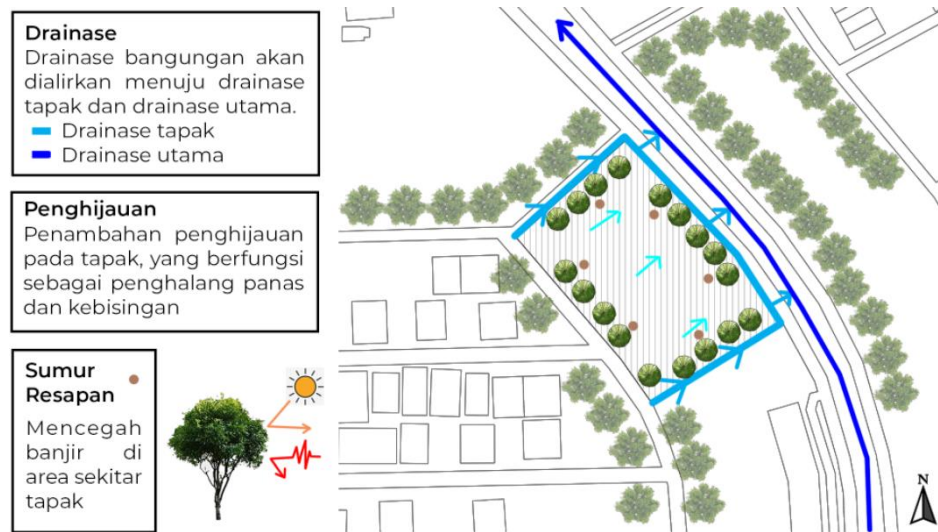 Drainase
Drainase bangungan akan
dialirkan menuju drainase
tapak dan drainase utama.
Drainase tapak
Drainase utama
Penghijauan
Penambahan penghijauan
pada tapak, yang berfungsi
sebagai penghalang panas
dan kebisingan
Sumur
Resapan
Mencegah
banjir di
area sekitar
tapak
N